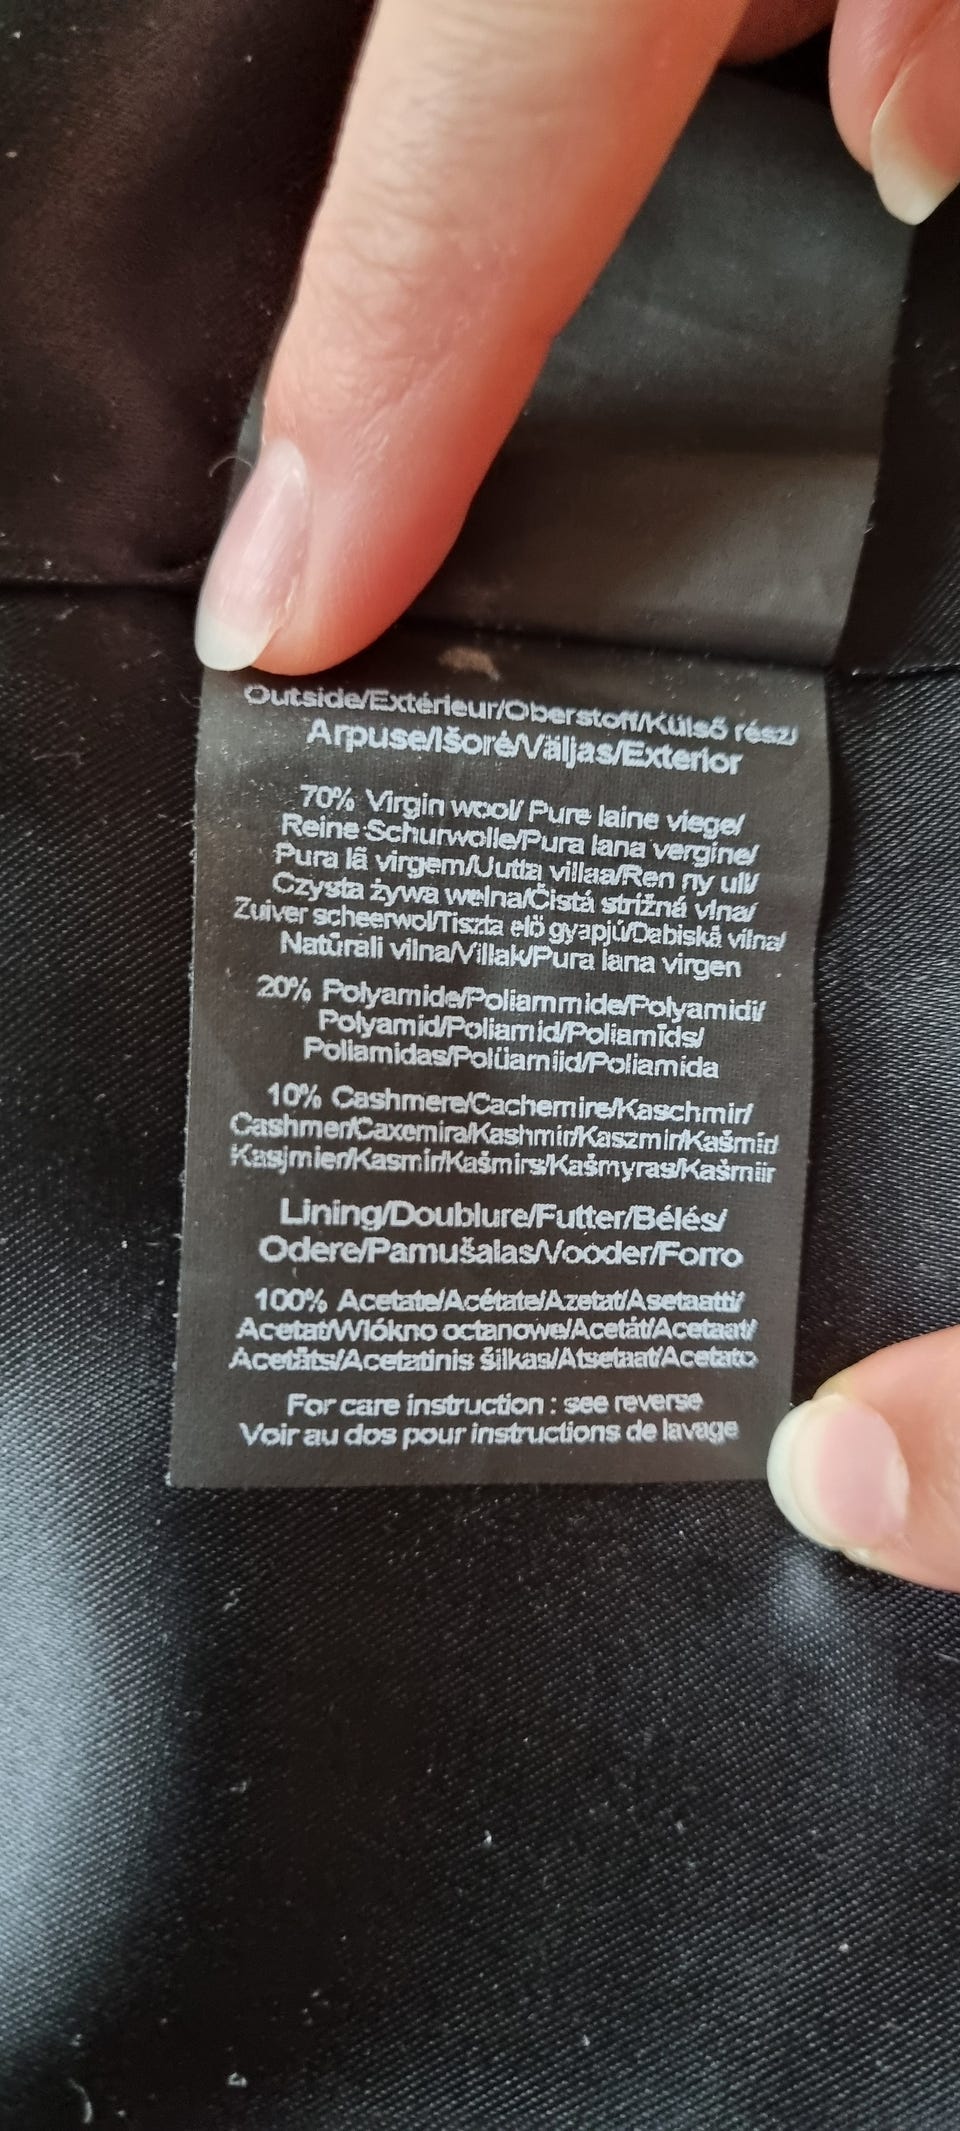 Outside/Extérieur/Oberstoff/Külső rész/
Arpuse/Išorė/Väljas/Exterior
70% Virgin wool/ Pure laine viege/
Reine Schurwolle/Pura lana vergine/
Pura lã virgem/Uutta villaa/Ren ny ull/
Czysta żywa welna/Čistá strižná vlna/
Zuiver scheerwol/Tiszta elö gyapjú/Dabiskā vilna/
Natūrali vilna/Villak/Pura lana virgen
20% Polyamide/Poliammide/Polyamidi/
Polyamid/Poliamid/Poliamīds/
Poliamidas/Polüamiid/Poliamida
10% Cashmere/Cachemire/Kaschmir/
Cashmer/Caxemira/Kashmir/Kaszmir/Kašmíd
Kasjmier/Kasmír/Kašmirs/Kašmyras/Kašmiir
Lining/Doublure/Futter/Bélés/
Odere/Pamušalas/Vooder/Forro
100% Acetate/Acétate/Azetat/Asetaatti/
Acetat/Wlókno octanowe/Acetát/Acetaat/
Acetāts/Acetatinis šilkas/Atsetaat/Acetato
For care instruction : see reverse
Voir au dos pour instructions de lavage